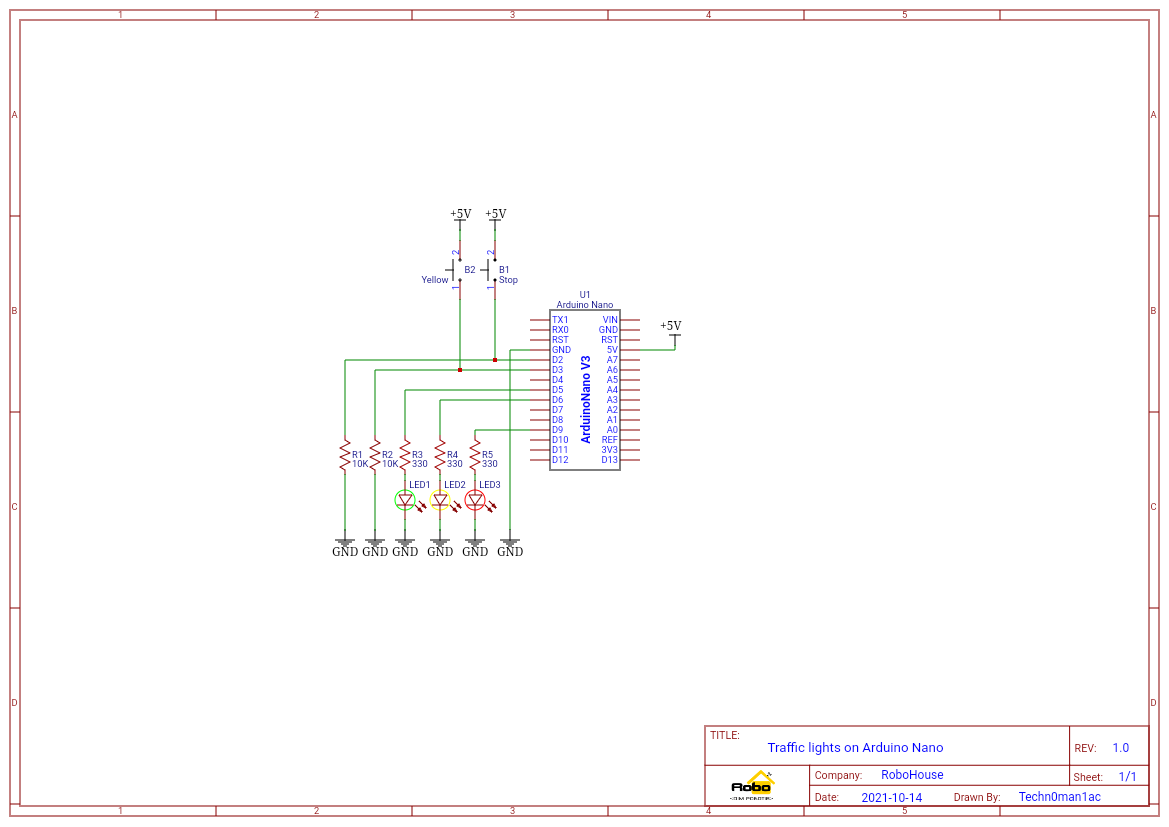 1 2 3 4 5
A A
B B
C C
D D
+5V +5V
2 2
B2 B1
Yellow Stop
1 1
U1
Arduino Nano
ArduinoNano V3
TX1 VIN
RX0 GND
RST RST
GND 5V
D2 A7
D3 A6
D4 A5
D5 A4
D6 A3
D7 A2
D8 A1
D9 A0
D10 REF
D11 3V3
D12 D13
+5V
R1 R2 R3 R4 R5
10K 10K 330 330 330
LED1 LED2 LED3
GND GND GND GND GND GND
TITLE:
Traffic lights on Arduino Nano
REV: 1.0
Robo
Company: RoboHouse
Sheet: 1/1
Date: 2021-10-14 Drawn By: Techn0man1ac
1 2 3 4 5